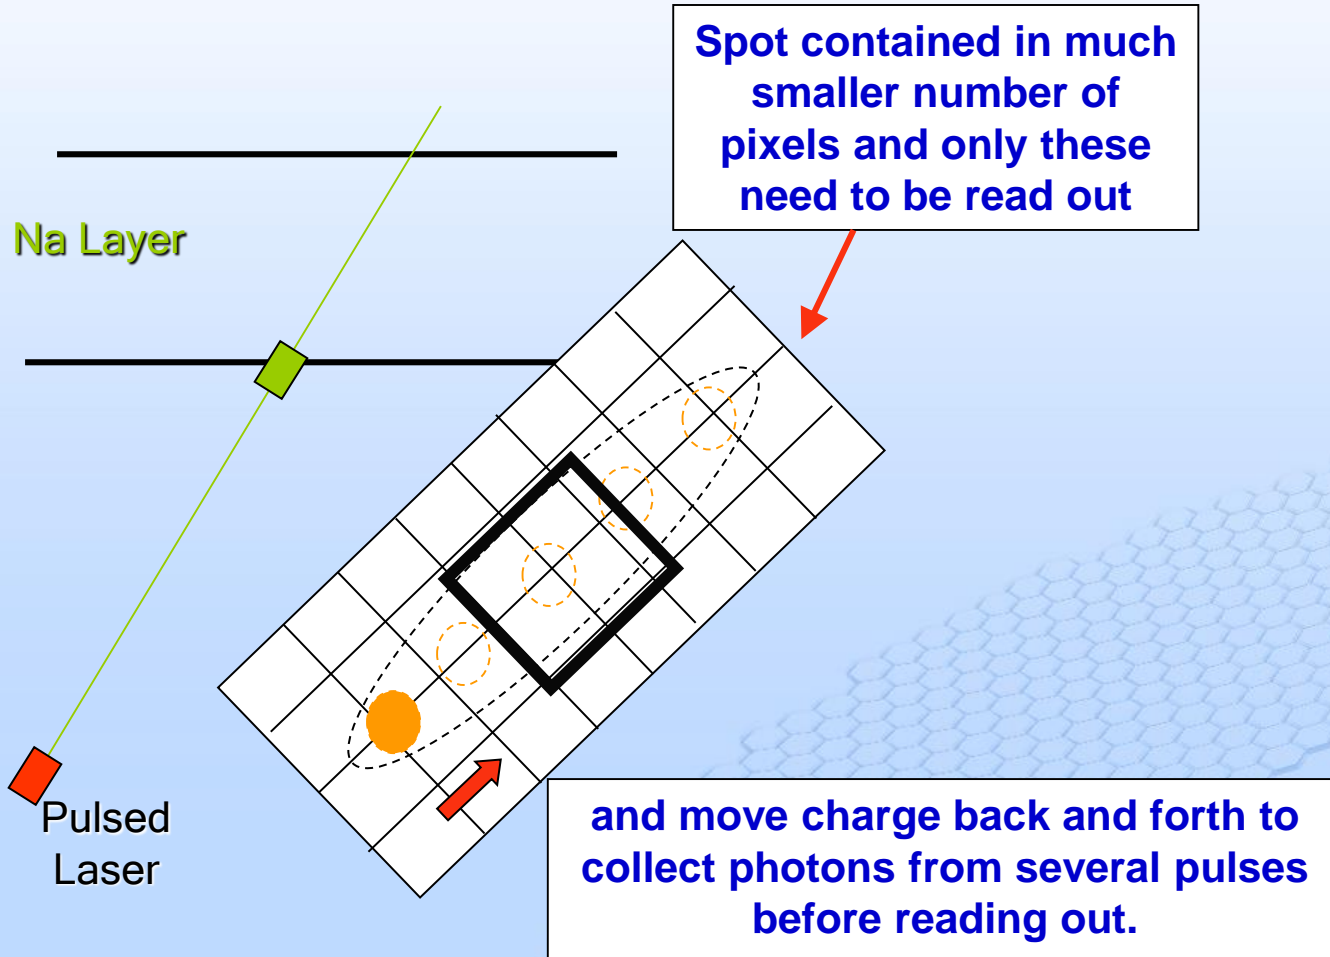 Spot contained in much
smaller number of
pixels and only these
need to be read out
Na Layer
Pulsed
Laser
and move charge back and forth to
collect photons from several pulses
before reading out.